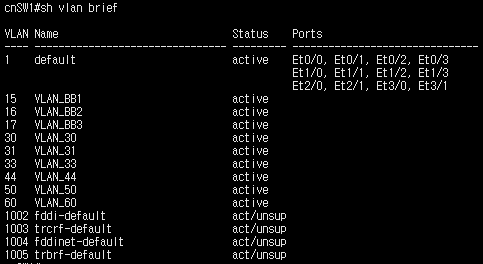 cnSW1#sh vlan brief
VLAN Name                             Status    Ports
---- -------------------------------- --------- -------------------------------
1    default                          active    Et0/0, Et0/1, Et0/2, Et0/3
                                                Et1/0, Et1/1, Et1/2, Et1/3
                                                Et2/0, Et2/1, Et3/0, Et3/1
15   VLAN_BB1                         active
16   VLAN_BB2                         active
17   VLAN_BB3                         active
30   VLAN_30                          active
31   VLAN_31                          active
33   VLAN_33                          active
44   VLAN_44                          active
50   VLAN_50                          active
60   VLAN_60                          active
1002 fddi-default                     act/unsup
1003 trcrf-default                    act/unsup
1004 fddinet-default                  act/unsup
1005 trbrf-default                    act/unsup